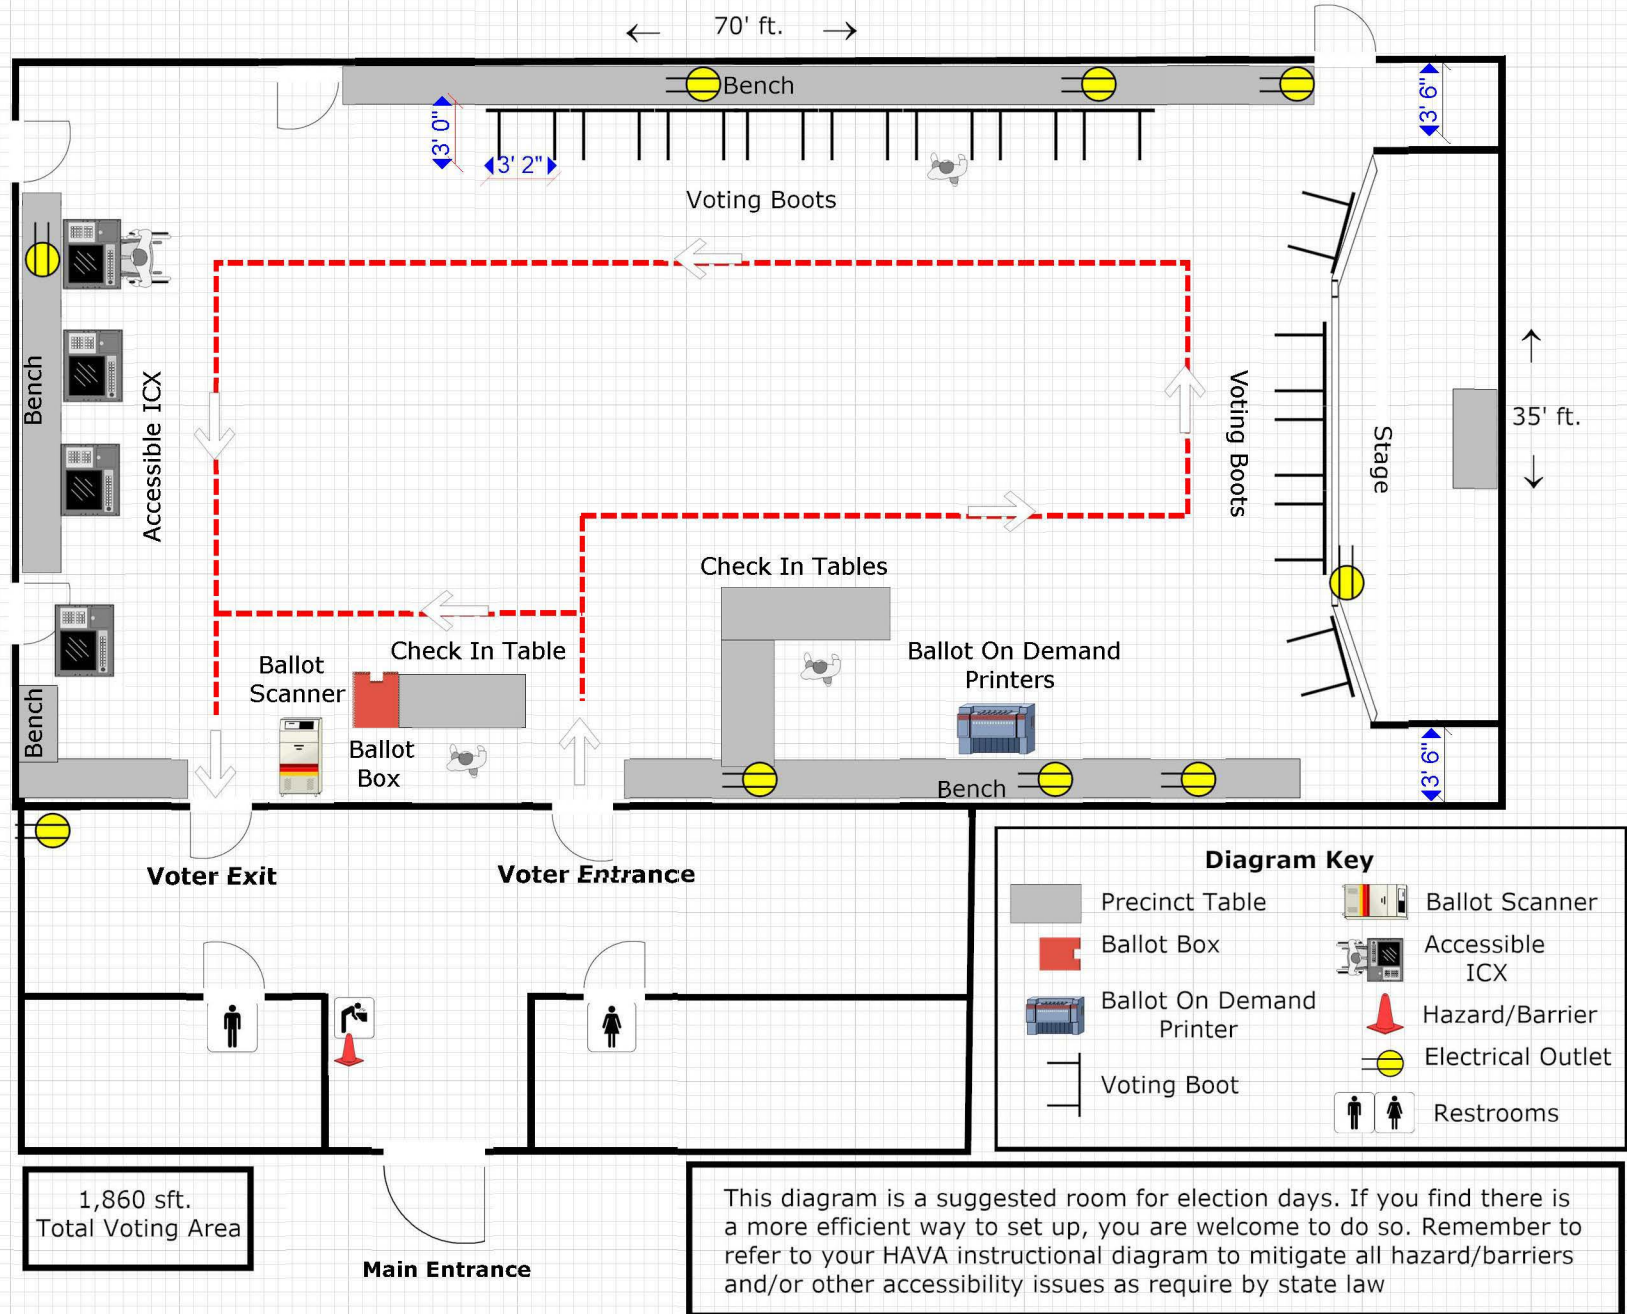 70' ft.
Bench
3' 6"
3' 0"
3' 2"
Voting Boots
Bench
Accessible ICX
Voting Boots
Stage
35' ft.
Check In Tables
Check In Table
Ballot
Scanner
Ballot On Demand
Printers
Bench
Ballot
Box
Bench
3' 6"
Voter Exit
Voter Entrance
Diagram Key
Precinct Table
Ballot Scanner
Ballot Box
Accessible
ICX
Ballot On Demand
Printer
Hazard/Barrier
Electrical Outlet
Voting Boot
Restrooms
1,860 sft.
Total Voting Area
Main Entrance
This diagram is a suggested room for election days. If you find there is
a more efficient way to set up, you are welcome to do so. Remember to
refer to your HAVA instructional diagram to mitigate all hazard/barriers
and/or other accessibility issues as require by state law